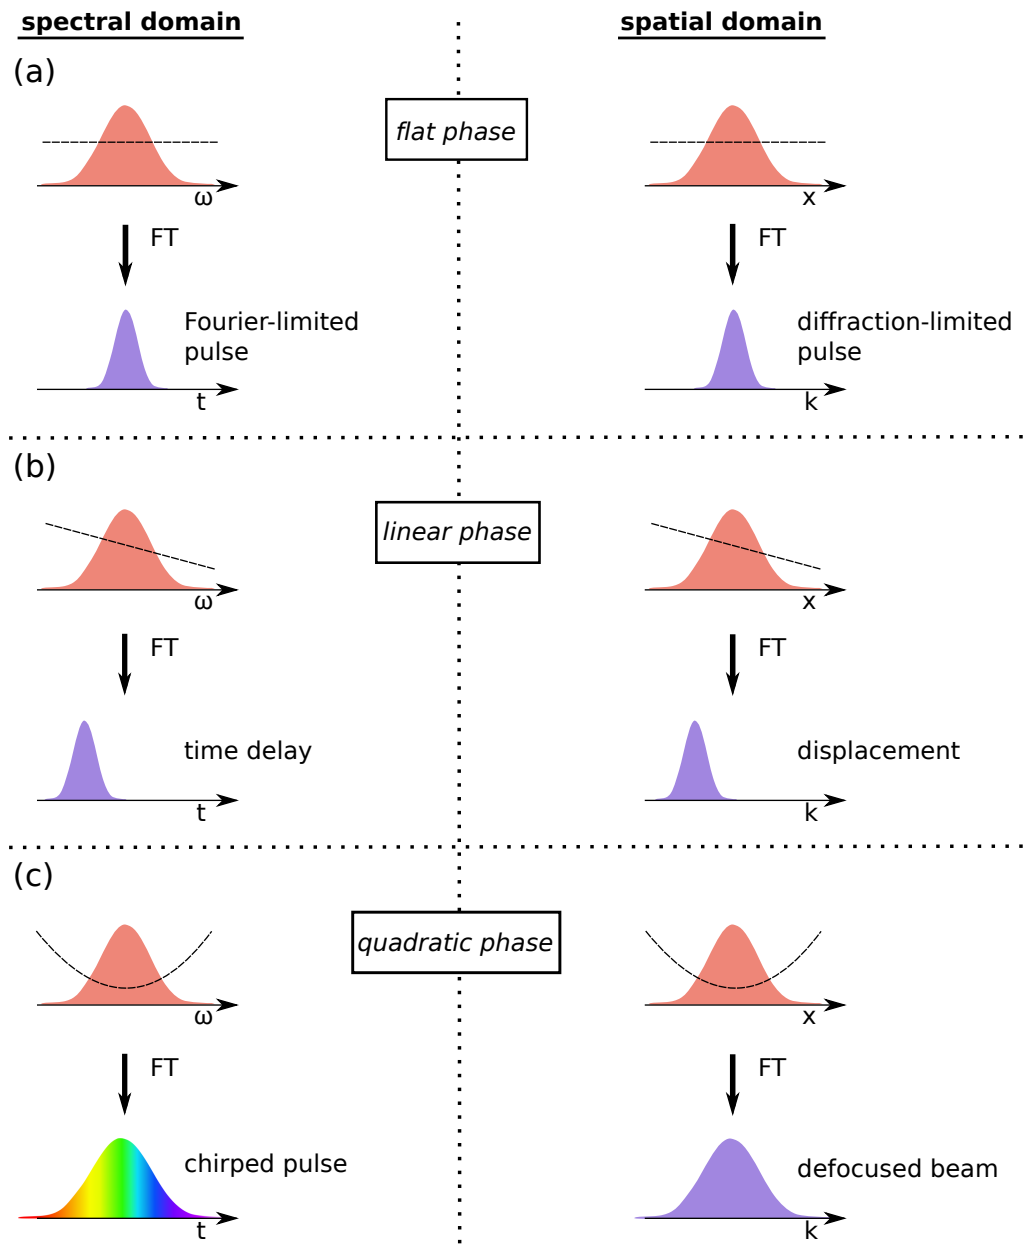 spectral domain
spatial domain
(a)
flat phase
ω
x
FT
FT
Fourier-limited
pulse
diffraction-limited
pulse
t
k
(b)
linear phase
ω
x
FT
FT
time delay
displacement
t
k
(c)
quadratic phase
ω
x
FT
FT
chirped pulse
defocused beam
t
k